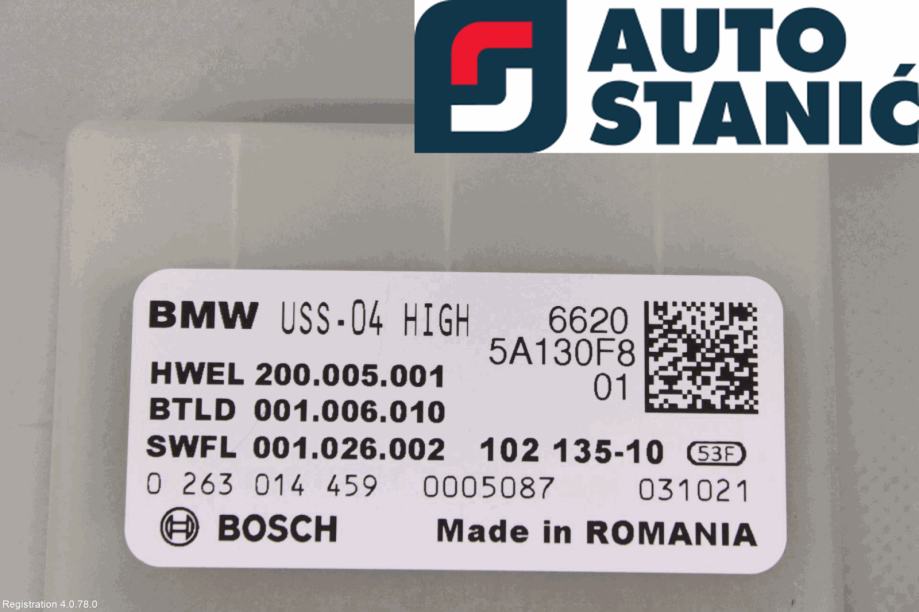 AUTO
STANIĆ
BMW USS-04 HIGH 6620
5A130F8
01
HWEL 200.005.001
BTLD 001.006.010
SWFL 001.026.002 102 135-10 53F
0 263 014 459 0005087 031021
BOSCH Made in ROMANIA
Registration 4.0.78.0